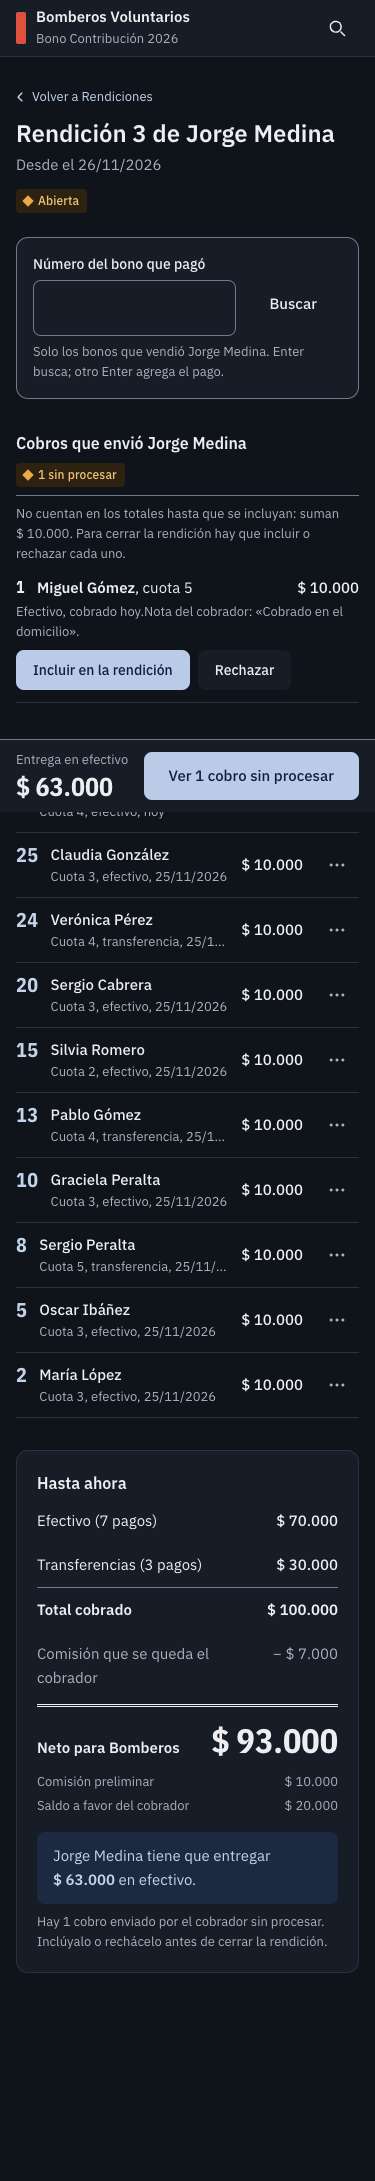 Bomberos Voluntarios
Bono Contribución 2026
Volver a Rendiciones
Rendición 3 de Jorge Medina
Desde el 26/11/2026
Abierta
Número del bono que pagó
Buscar
Solo los bonos que vendió Jorge Medina. Enter
busca; otro Enter agrega el pago.
Cobros que envió Jorge Medina
1 sin procesar
No cuentan en los totales hasta que se incluyan: suman
$ 10.000. Para cerrar la rendición hay que incluir o
rechazar cada uno.
1 Miguel Gómez, cuota 5 $ 10.000
Efectivo, cobrado hoy.Nota del cobrador: «Cobrado en el
domicilio».
Incluir en la rendición Rechazar
Entrega en efectivo
$ 63.000 Ver 1 cobro sin procesar
Cuota 4, efectivo, hoy
25 Claudia González $ 10.000
Cuota 3, efectivo, 25/11/2026
24 Verónica Pérez $ 10.000
Cuota 4, transferencia, 25/1...
20 Sergio Cabrera $ 10.000
Cuota 3, efectivo, 25/11/2026
15 Silvia Romero $ 10.000
Cuota 2, efectivo, 25/11/2026
13 Pablo Gómez $ 10.000
Cuota 4, transferencia, 25/1...
10 Graciela Peralta $ 10.000
Cuota 3, efectivo, 25/11/2026
8 Sergio Peralta $ 10.000
Cuota 5, transferencia, 25/11/...
5 Oscar Ibáñez $ 10.000
Cuota 3, efectivo, 25/11/2026
2 María López $ 10.000
Cuota 3, efectivo, 25/11/2026
Hasta ahora
Efectivo (7 pagos) $ 70.000
Transferencias (3 pagos) $ 30.000
Total cobrado $ 100.000
Comisión que se queda el − $ 7.000
cobrador
Neto para Bomberos $ 93.000
Comisión preliminar $ 10.000
Saldo a favor del cobrador $ 20.000
Jorge Medina tiene que entregar
$ 63.000 en efectivo.
Hay 1 cobro enviado por el cobrador sin procesar.
Inclúyalo o rechácelo antes de cerrar la rendición.